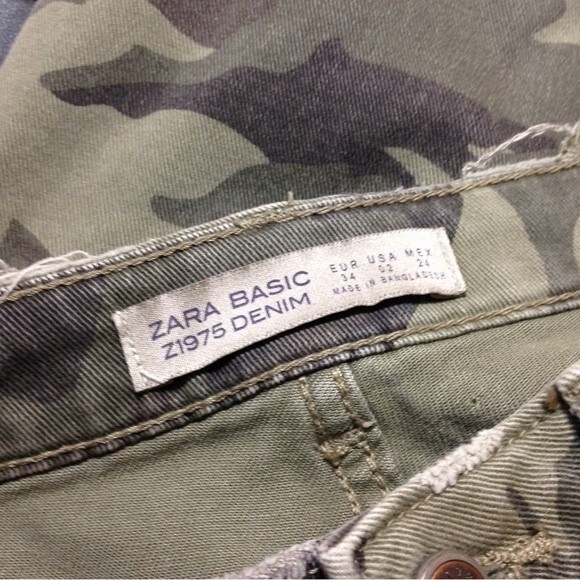 ZARA BASIC
Z1975 DENIM
EUR USA MEX
34 02 24
MADE IN BANGLADESH